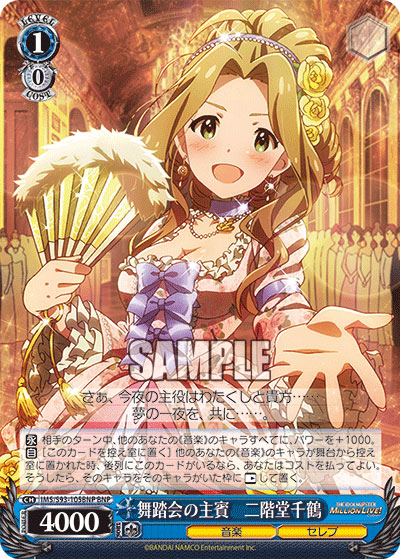 LEVEL
1
0
COST
SAMPLE
さあ、今夜の主役はわたくしと貴方……
夢の一夜を、共に……。
永 相手のターン中、他のあなたの《音楽》のキャラすべてに、パワーを＋1000。
自 ［このカードを控え室に置く］ 他のあなたの《音楽》のキャラが舞台から控え
室に置かれた時、後列にこのカードがいるなら、あなたはコストを払ってよい。
そうしたら、そのキャラをそのキャラがいた枠に置く。
CH IMS/S93-105BNP BNP
4000
舞踏会の主賓 二階堂千鶴
THE IDOLM@STER
MILLION LIVE!
音楽
セレブ
©BANDAI NAMCO Entertainment Inc.